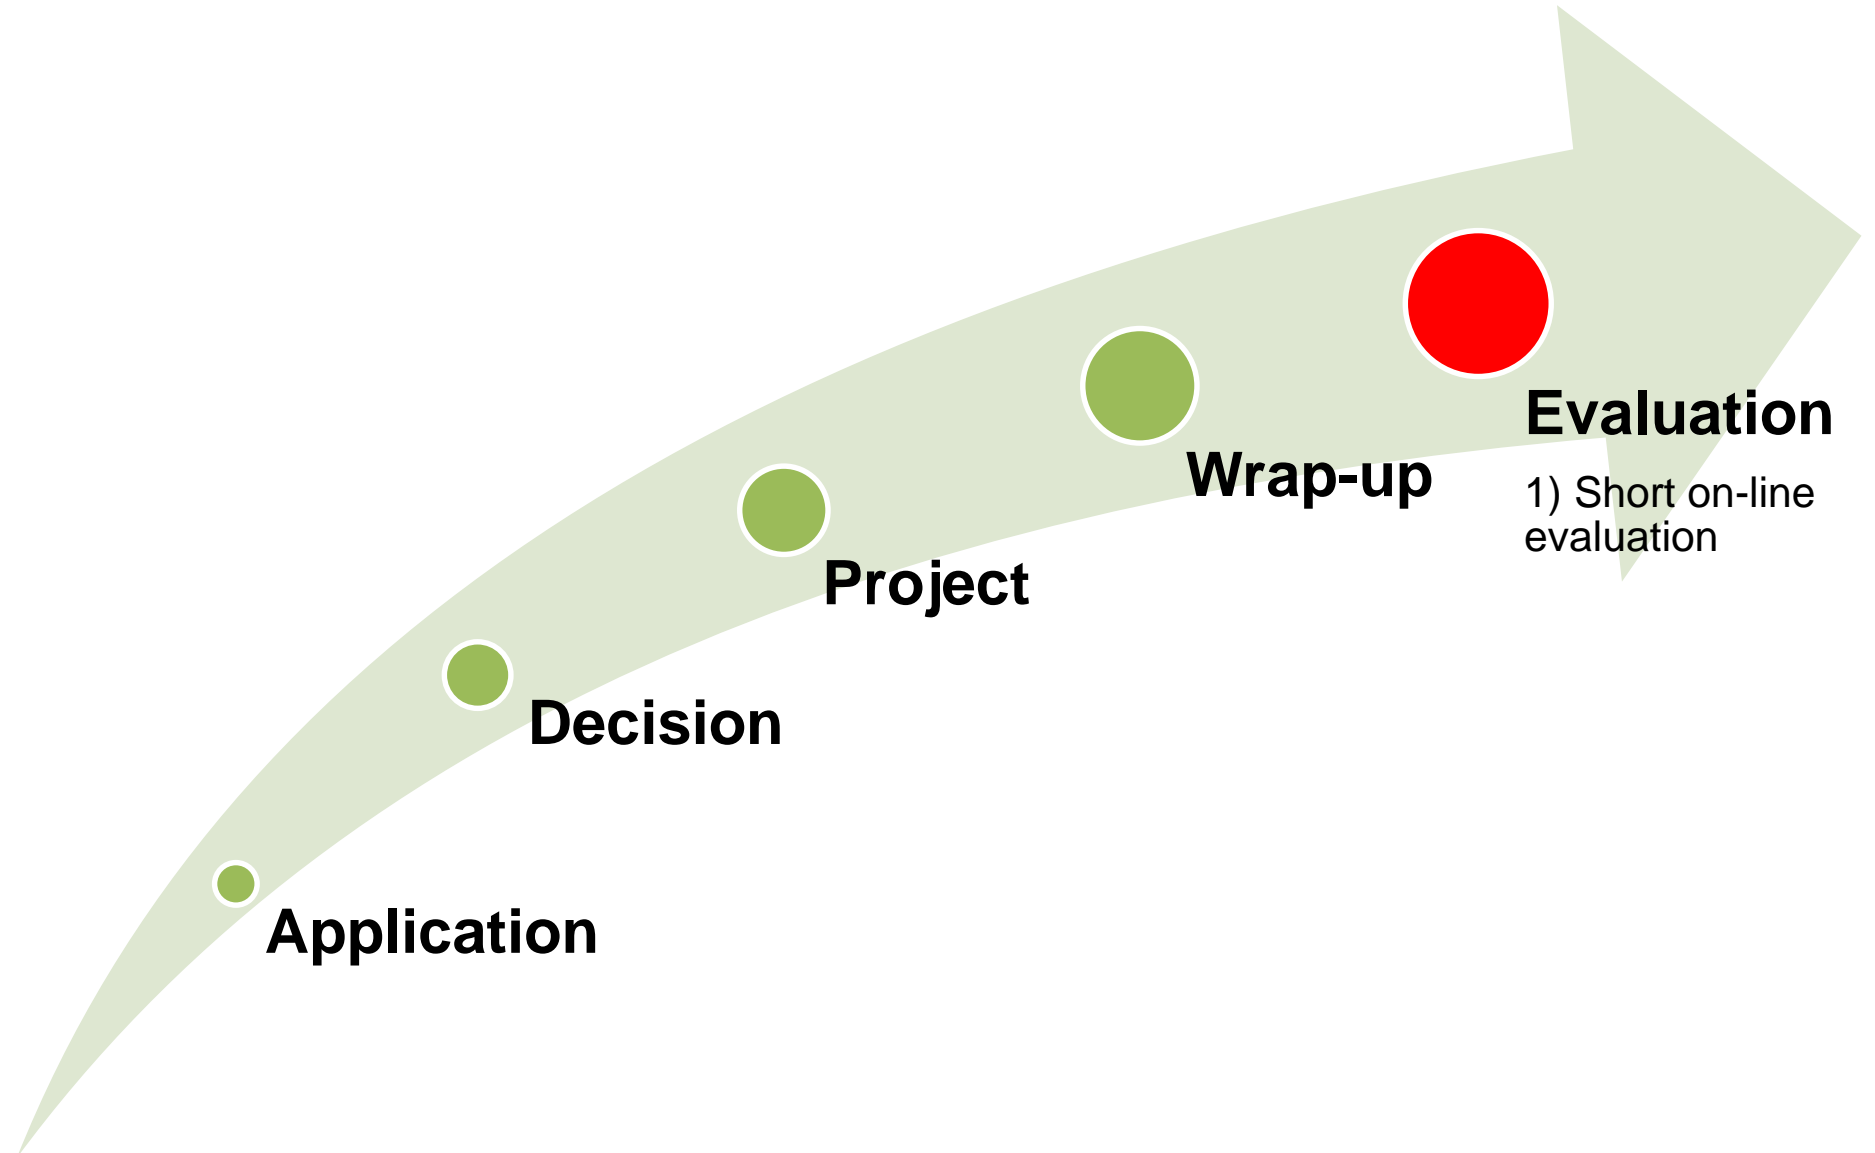 Evaluation
1) Short on-line
evaluation
Wrap-up
Project
Decision
Application